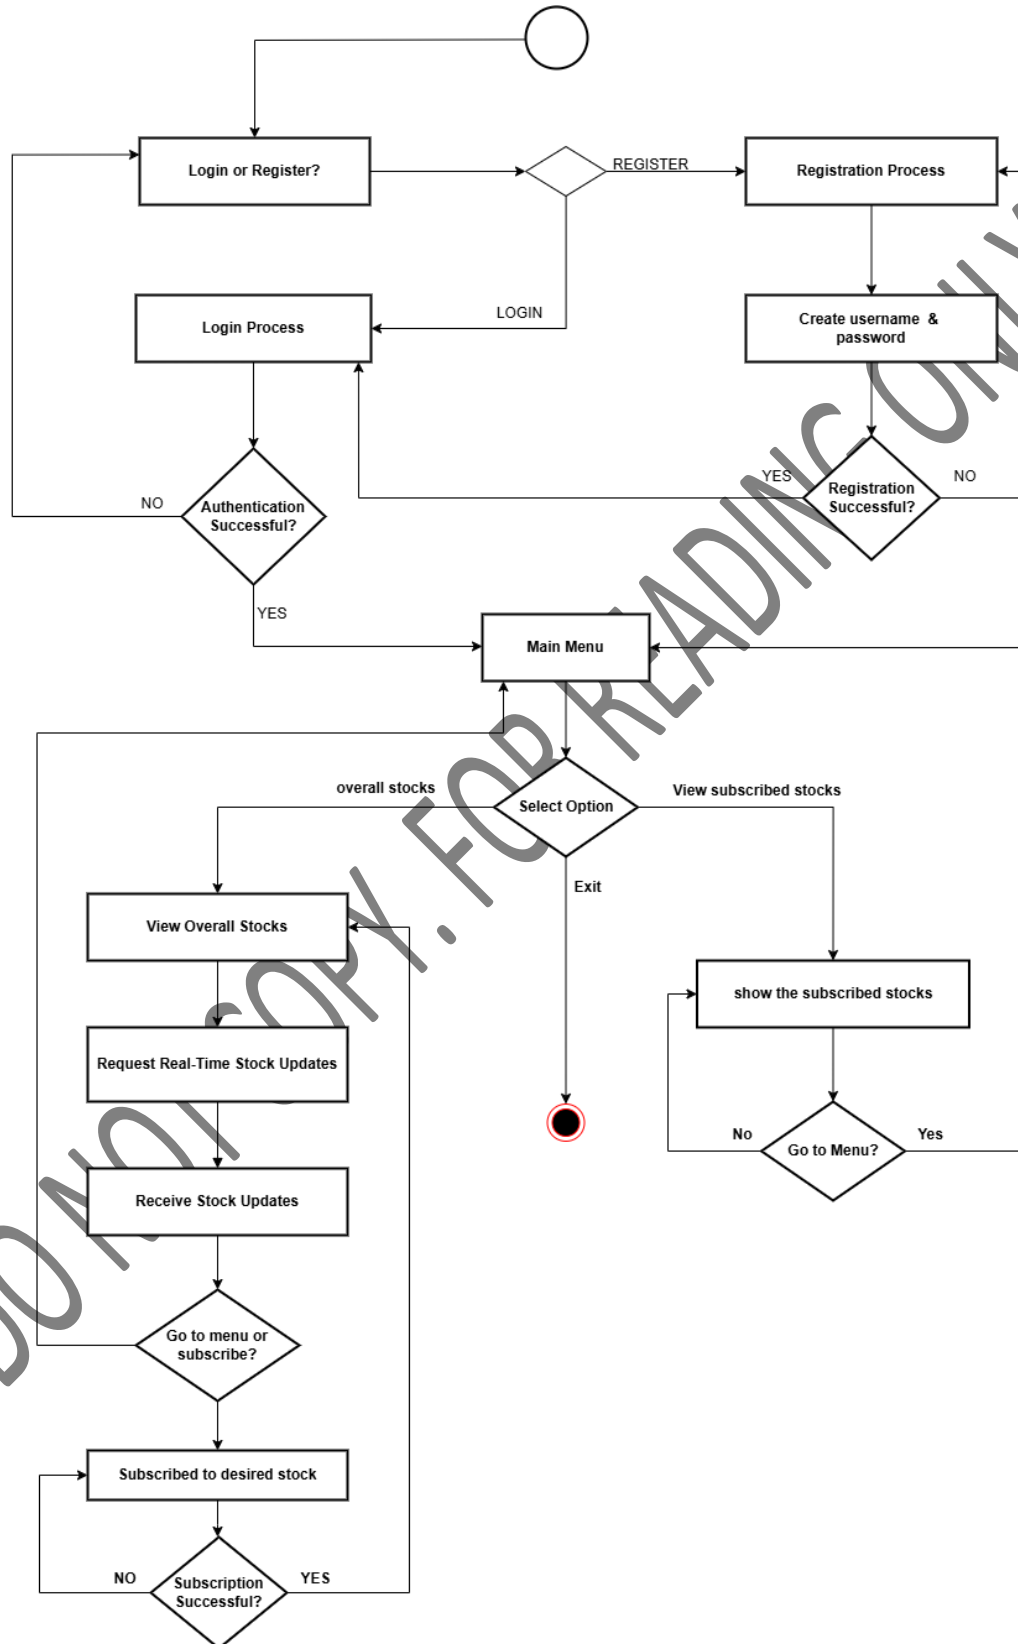 Login or Register?
REGISTER
Registration Process
Login Process
LOGIN
Create username &
password
NO
Authentication
Successful?
YES
YES
Registration
Successful?
NO
Main Menu
overall stocks
Select Option
View subscribed stocks
Exit
View Overall Stocks
show the subscribed stocks
Request Real-Time Stock Updates
No
Go to Menu?
Yes
Receive Stock Updates
Go to menu or
subscribe?
Subscribed to desired stock
NO
Subscription
Successful?
YES
DO NOT COPY. FOR READING ONLY